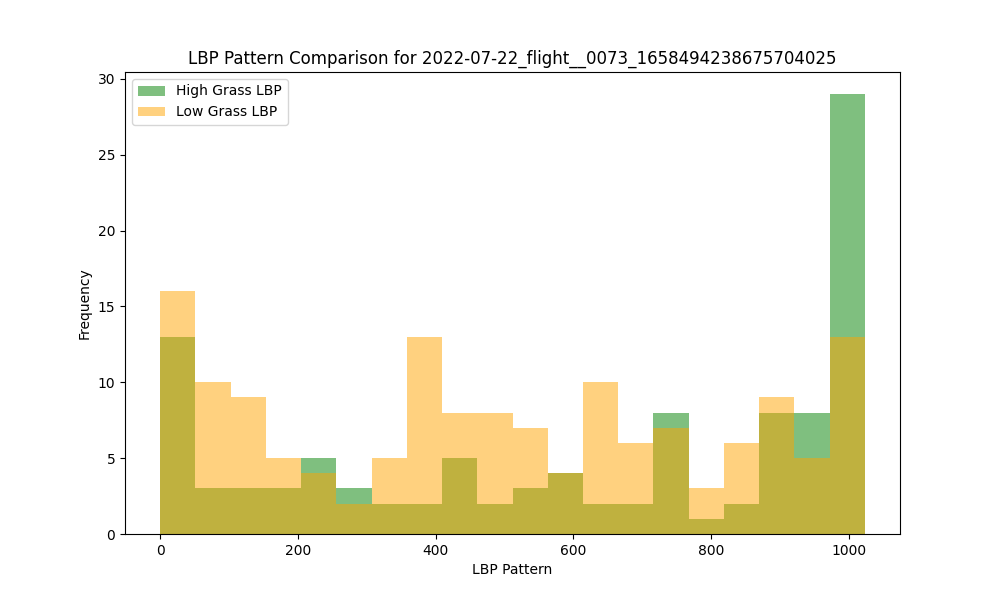 LBP Pattern Comparison for 2022-07-22_flight__0073_1658494238675704025
High Grass LBP
Low Grass LBP
Frequency
30
25
20
15
10
5
0
0 200 400 600 800 1000
LBP Pattern